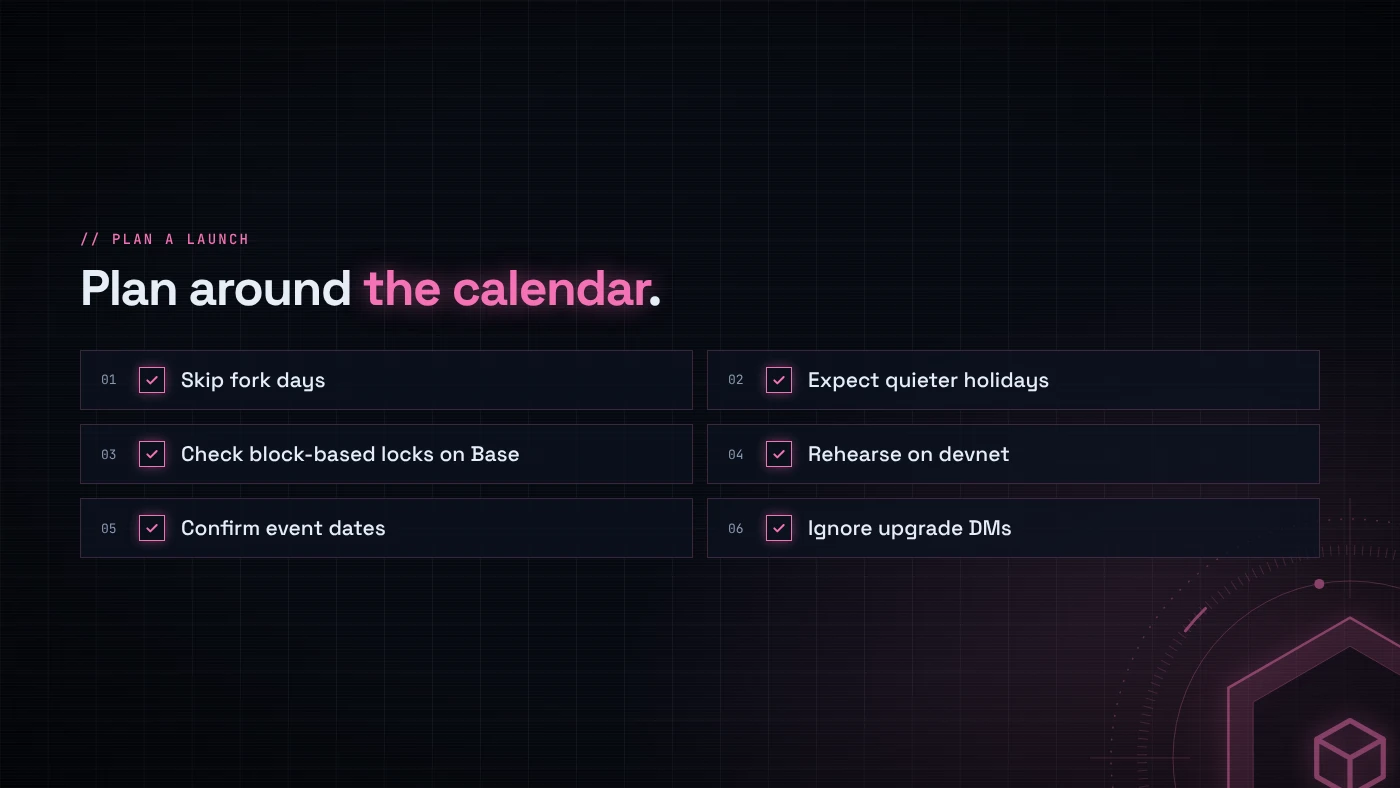 // PLAN A LAUNCH
Plan around the calendar.
01 Skip fork days
02 Expect quieter holidays
03 Check block-based locks on Base
04 Rehearse on devnet
05 Confirm event dates
06 Ignore upgrade DMs